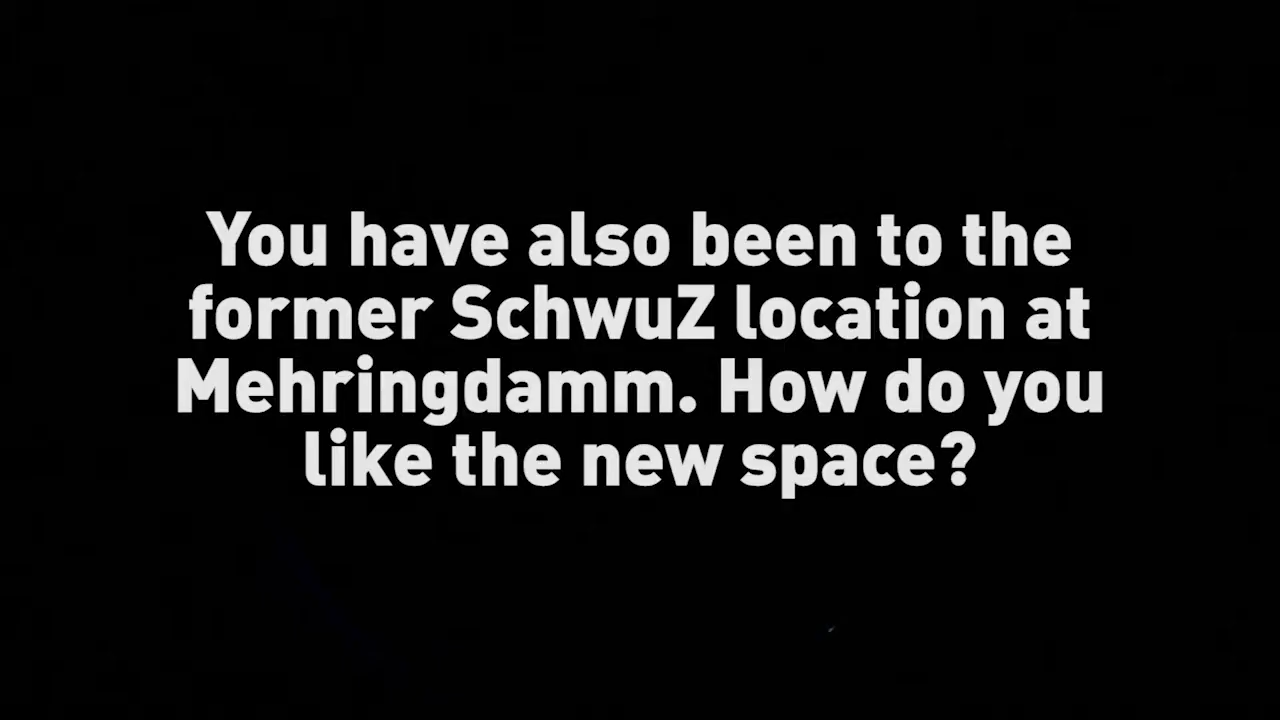 You have also been to the
former SchwuZ location at
Mehringdamm. How do you
like the new space?